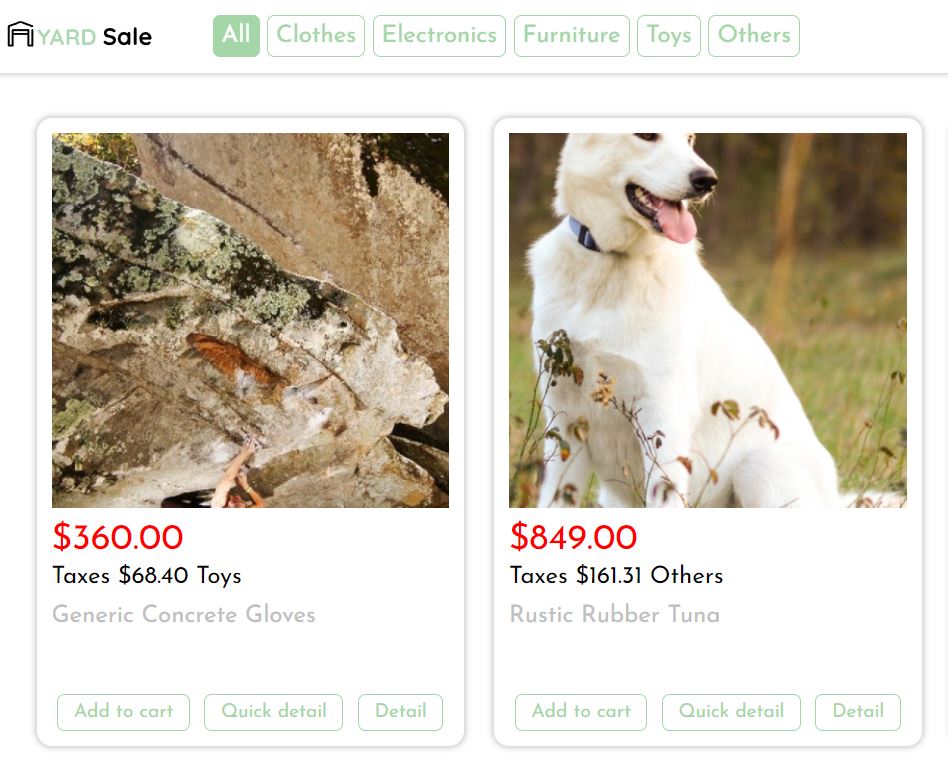 YARD Sale
All Clothes Electronics Furniture Toys Others
$360.00
Taxes $68.40 Toys
Generic Concrete Gloves
Add to cart Quick detail Detail
$849.00
Taxes $161.31 Others
Rustic Rubber Tuna
Add to cart Quick detail Detail